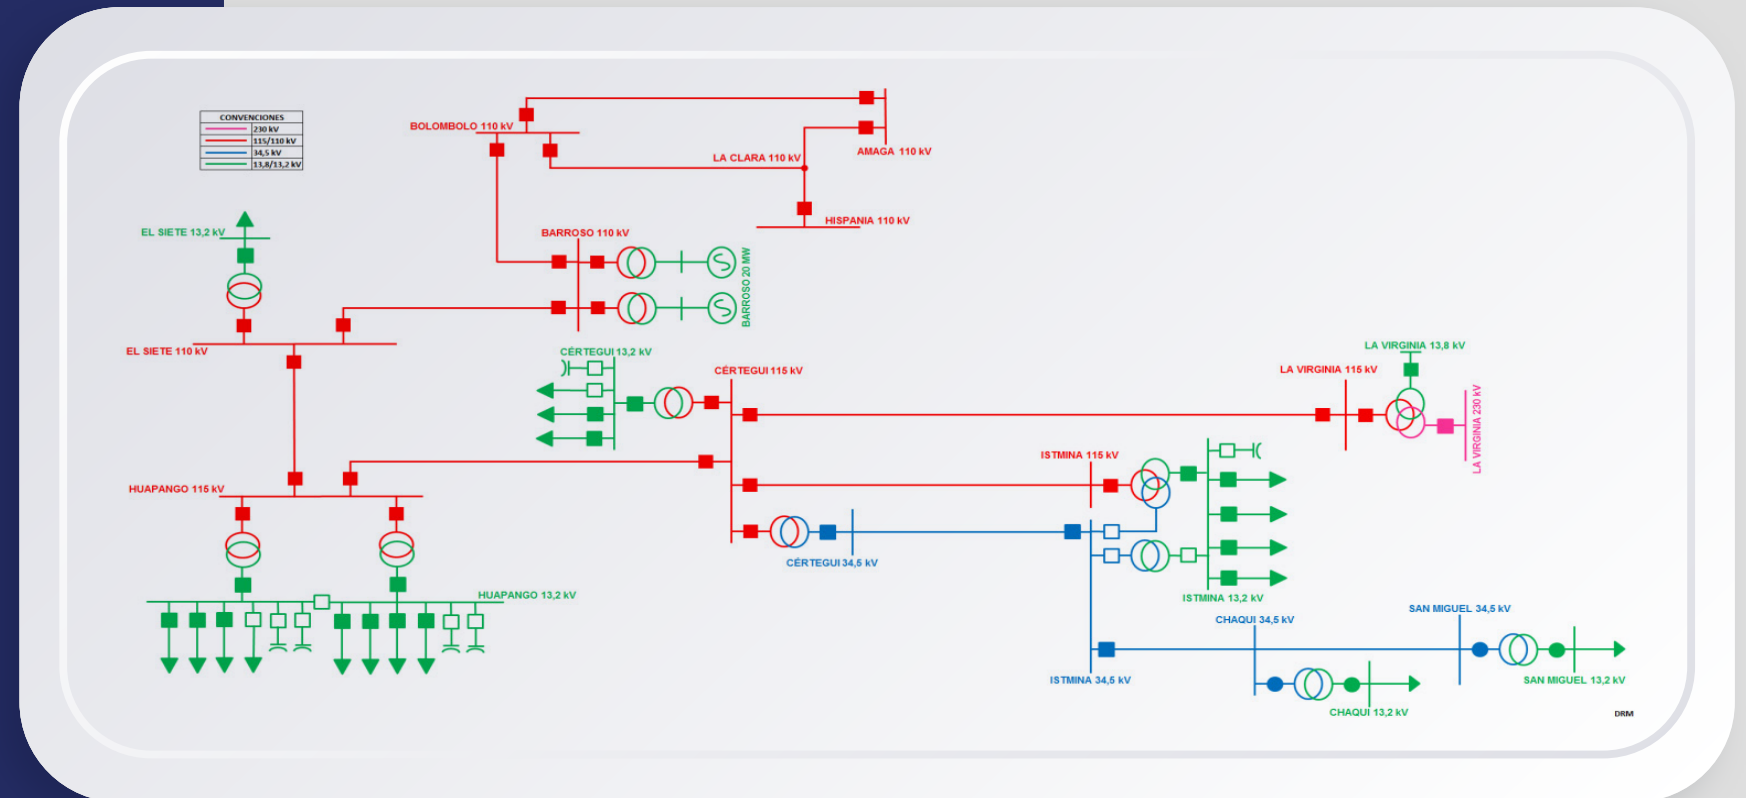 CONVENCIONES
230 kV
115/110 kV
34,5 kV
13,8/13,2 kV
BOLOMBOLO 110 kV
LA CLARA 110 kV
AMAGA 110 kV
HISPANIA 110 kV
EL SIETE 13,2 kV
BARROSO 110 kV
BARROSO 20 MW
EL SIETE 110 kV
CÉRTEGUI 13,2 kV
CÉRTEGUI 115 kV
LA VIRGINIA 13,8 kV
LA VIRGINIA 115 kV
LA VIRGINIA 230 kV
ISTMINA 115 kV
HUAPANGO 115 kV
CÉRTEGUI 34,5 kV
HUAPANGO 13,2 kV
ISTMINA 13,2 kV
CHAQUI 34,5 kV
SAN MIGUEL 34,5 kV
ISTMINA 34,5 kV
SAN MIGUEL 13,2 kV
CHAQUI 13,2 kV
DRM